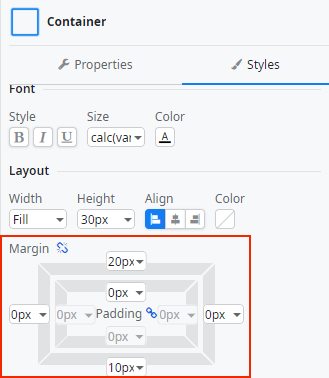 Container
Properties
Styles
Font
Style
Size
Color
B
I
U
calc(var
A
Layout
Width
Height
Align
Color
Fill
30px
Margin
20px
0px
0px
0px
Padding
0px
0px
0px
10px